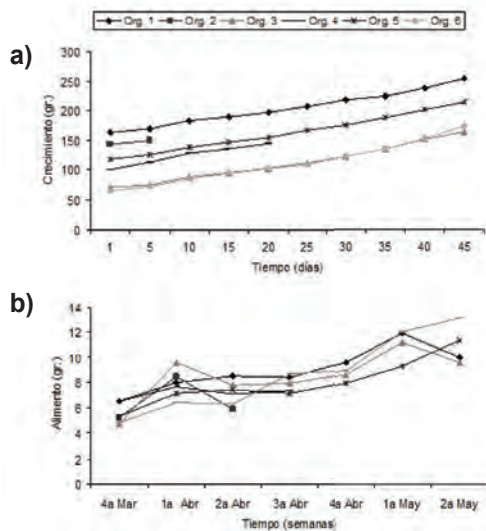 Org. 1 Org. 2 Org. 3 Org. 4 Org. 5 Org. 6
a)
Crecimiento (gr.)
300
250
200
150
100
50
0
1 5 10 15 20 25 30 35 40 45
Tiempo (días)
b)
Alimento (gr.)
14
12
10
8
6
4
2
0
4a Mar 1a Abr 2a Abr 3a Abr 4a Abr 1a May 2a May
Tiempo (semanas)